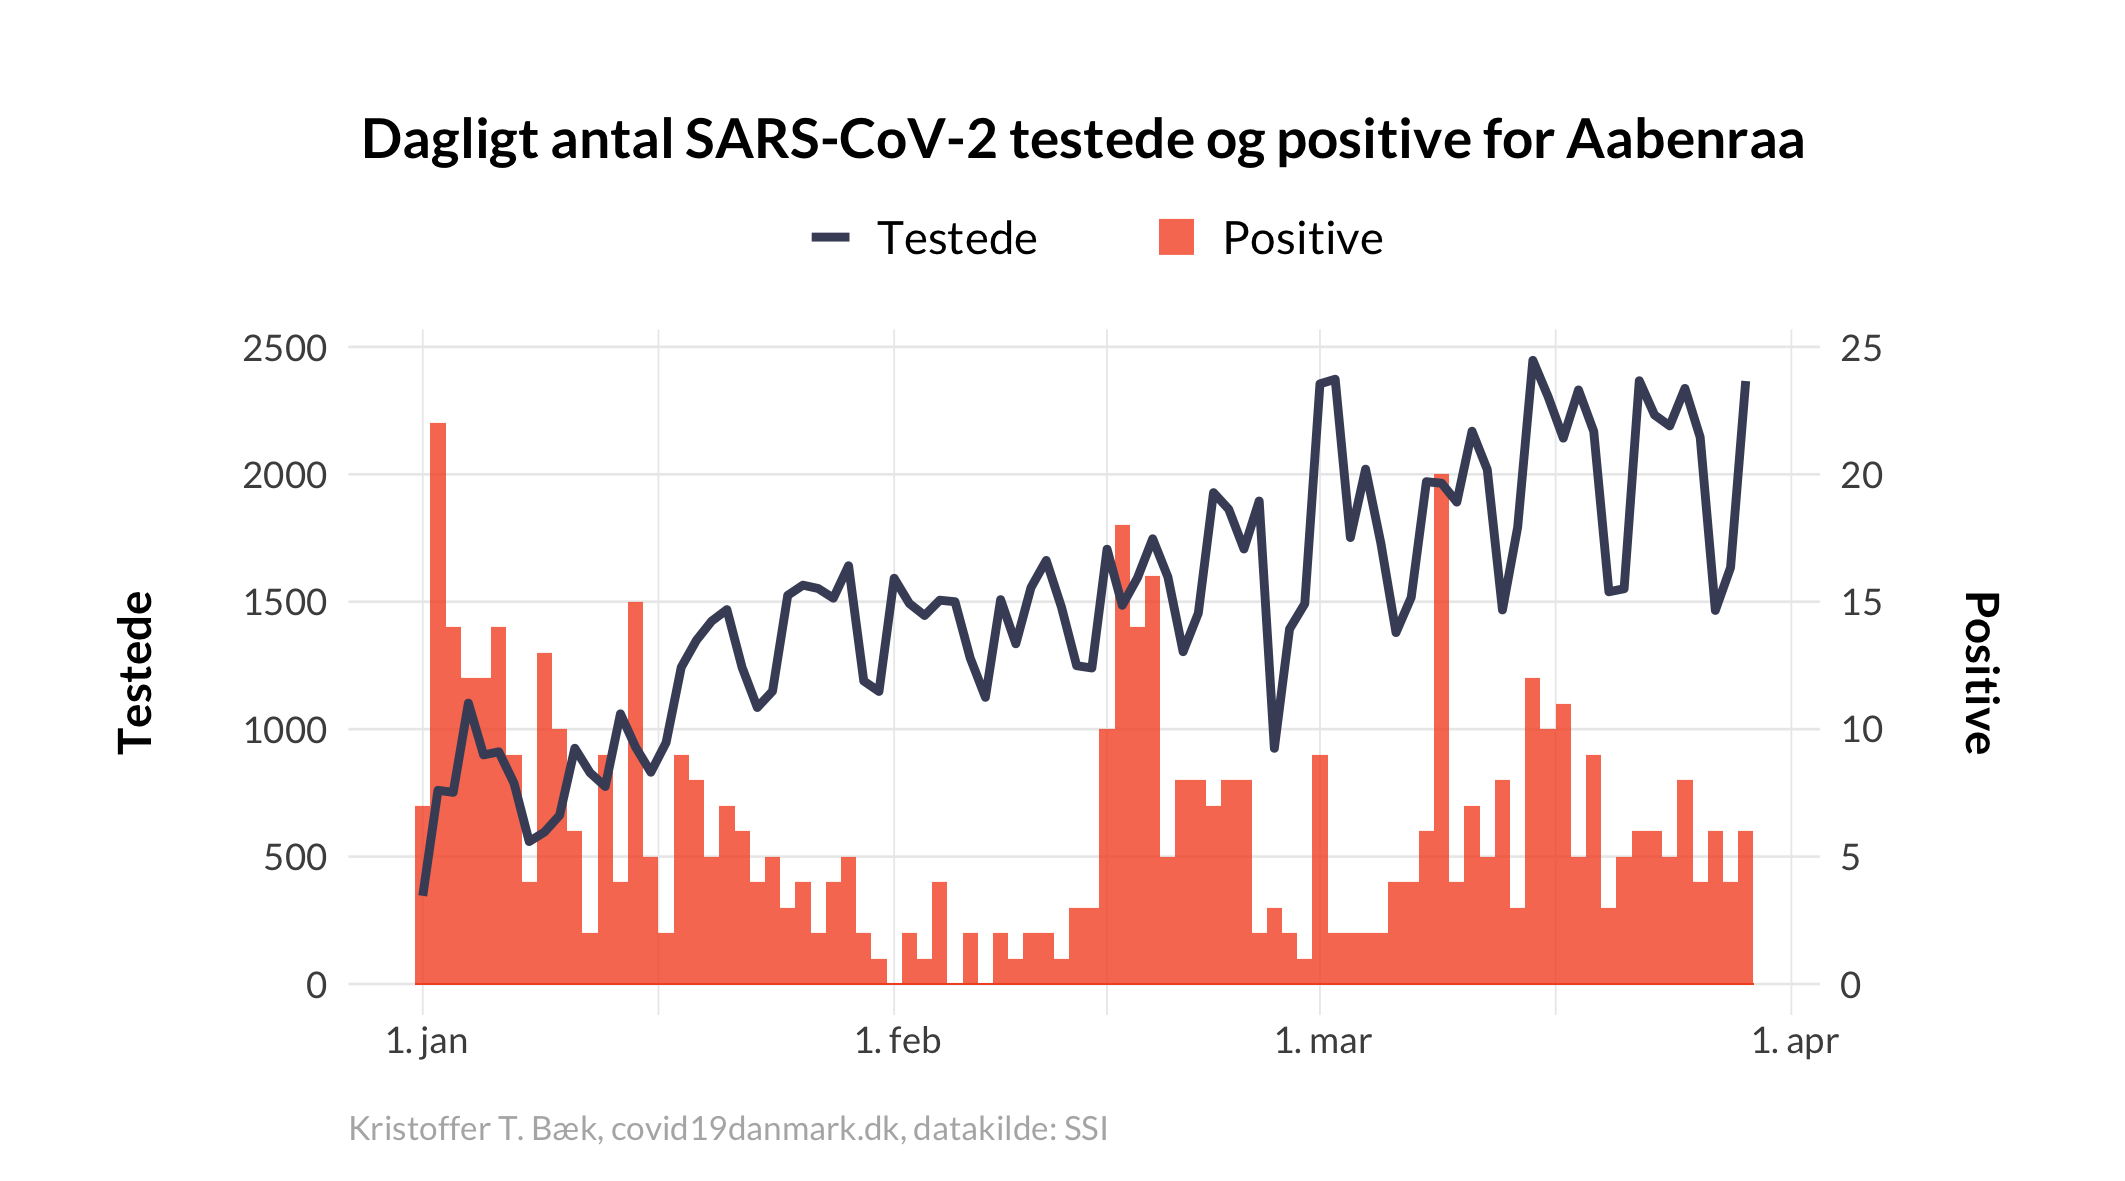 Dagligt antal SARS-CoV-2 testede og positive for Aabenraa
Testede
Positive
2500
2000
1500
1000
500
0
Testede
25
20
15
10
5
0
Positive
1. jan
1. feb
1. mar
1. apr
Kristoffer T. Bæk, covid19danmark.dk, datakilde: SSI